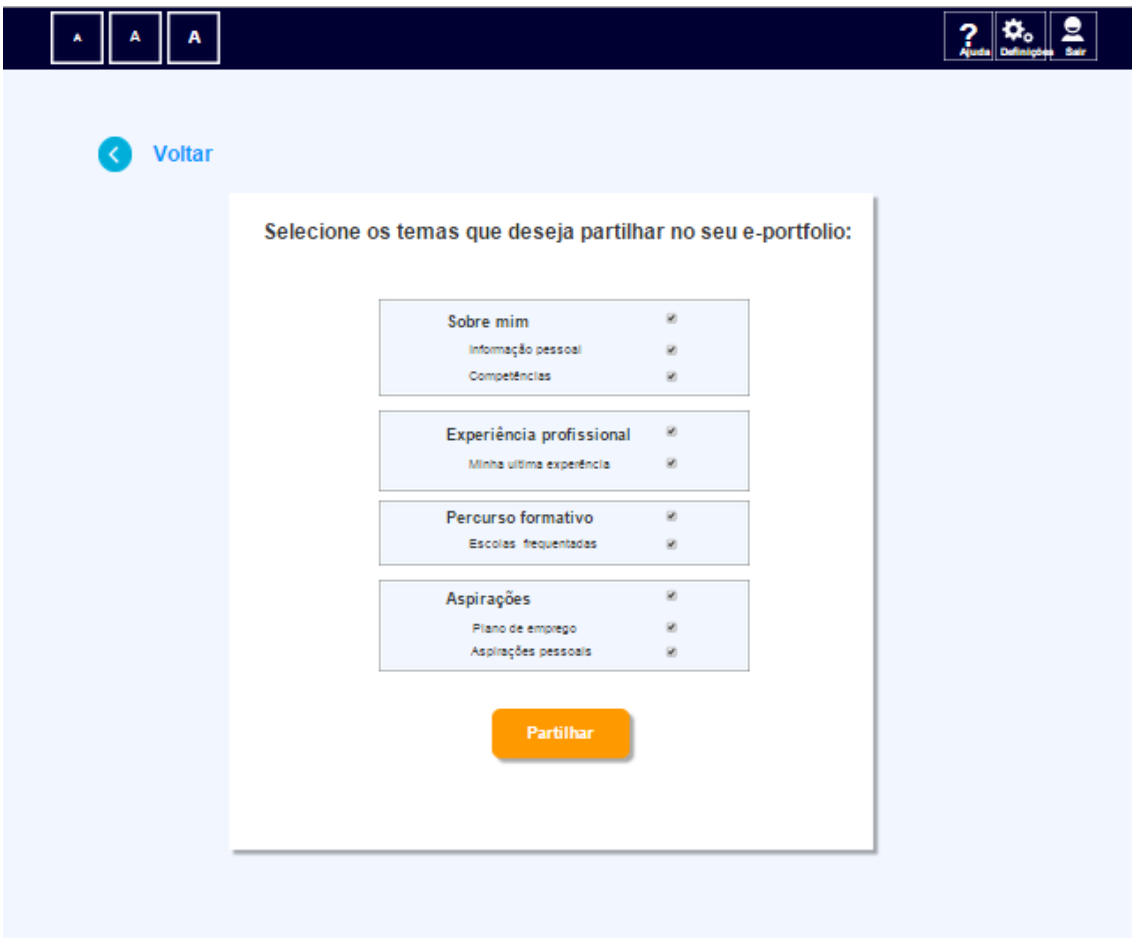 A A A
? Ajuda Definições Sair
Voltar
Selecione os temas que deseja partilhar no seu e-portfolio:
Sobre mim
Informação pessoal
Competências
Experiência profissional
Minha ultima experência
Percurso formativo
Escolas frequentadas
Aspirações
Plano de emprego
Aspirações pessoais
Partilhar